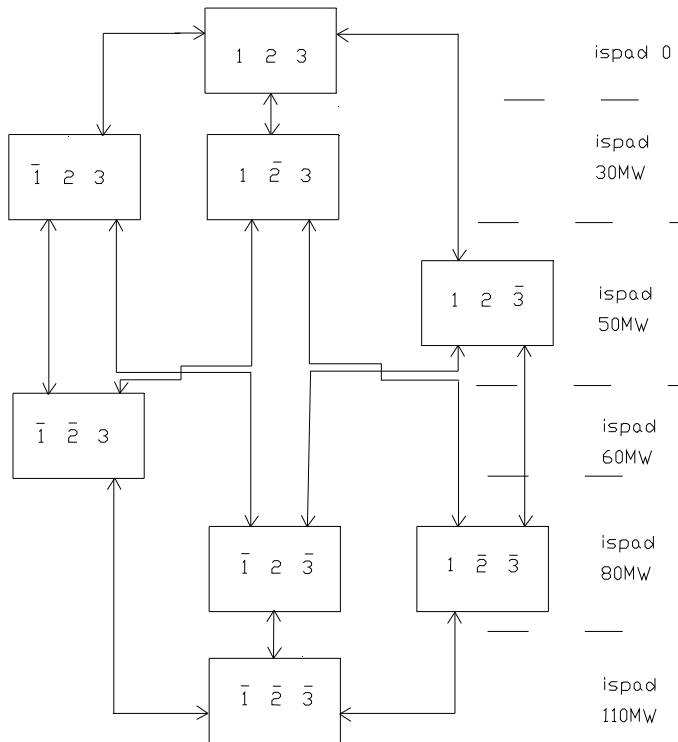 1 2 3
ispad 0
1̅ 2 3
1 2̅ 3
ispad
30MW
1 2 3̅
ispad
50MW
1̅ 2̅ 3
ispad
60MW
1̅ 2 3̅
1 2̅ 3̅
ispad
80MW
1̅ 2̅ 3̅
ispad
110MW